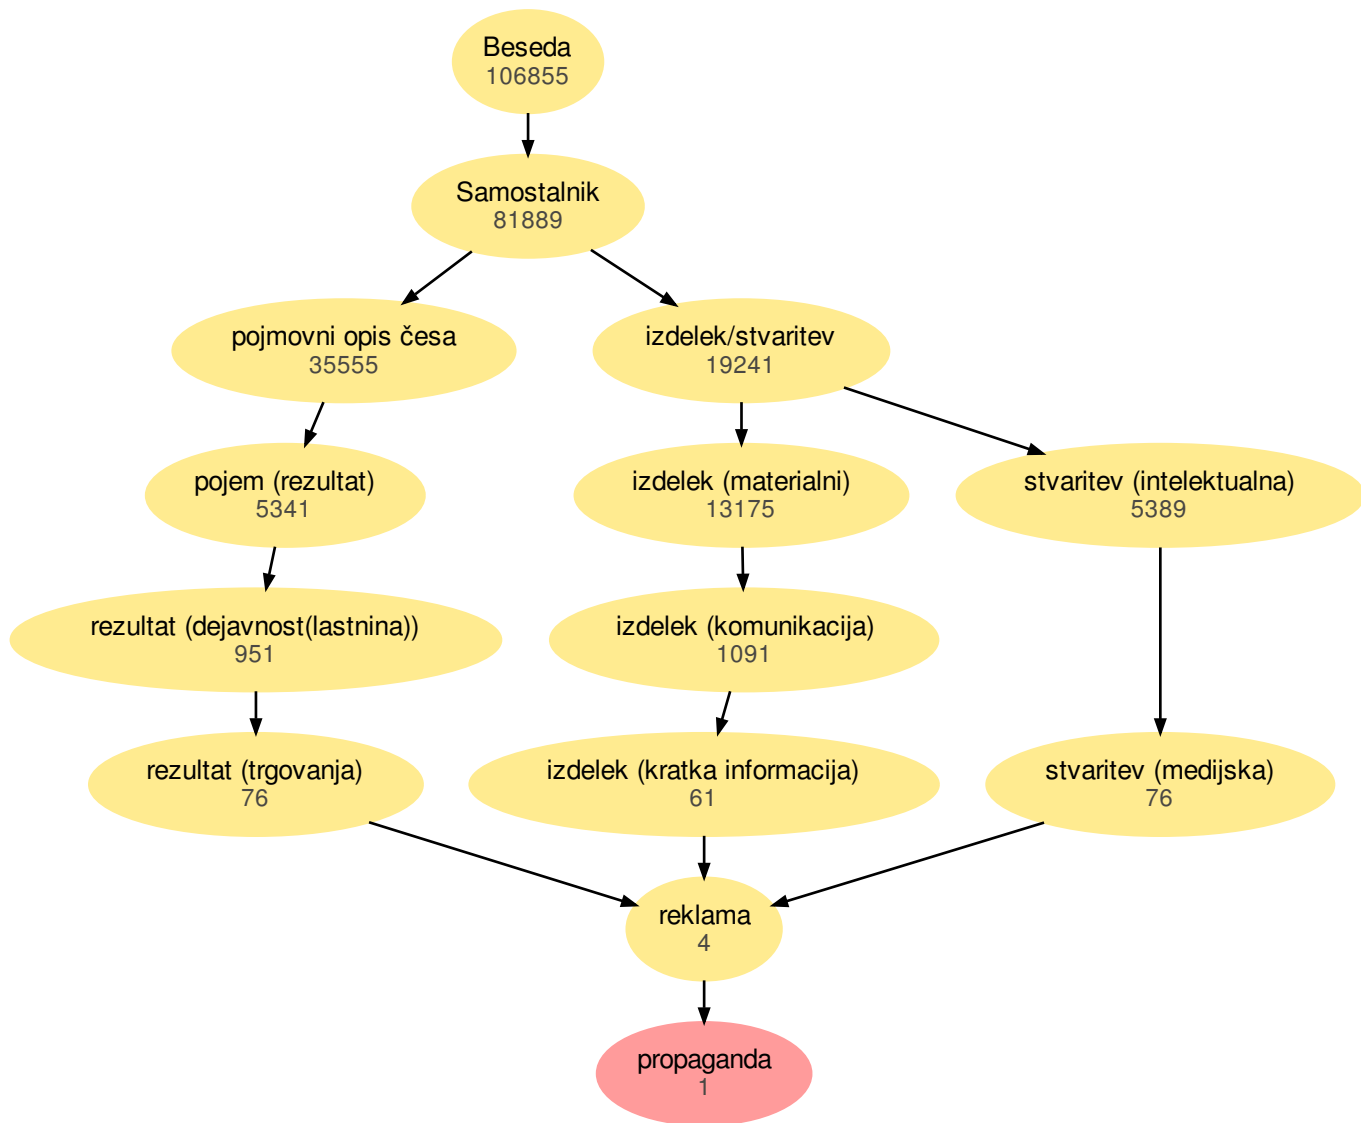 Beseda
106855
Samostalnik
81889
pojmovni opis česa
35555
izdelek/stvaritev
19241
pojem (rezultat)
5341
izdelek (materialni)
13175
stvaritev (intelektualna)
5389
rezultat (dejavnost(lastnina))
951
izdelek (komunikacija)
1091
rezultat (trgovanja)
76
izdelek (kratka informacija)
61
stvaritev (medijska)
76
reklama
4
propaganda
1